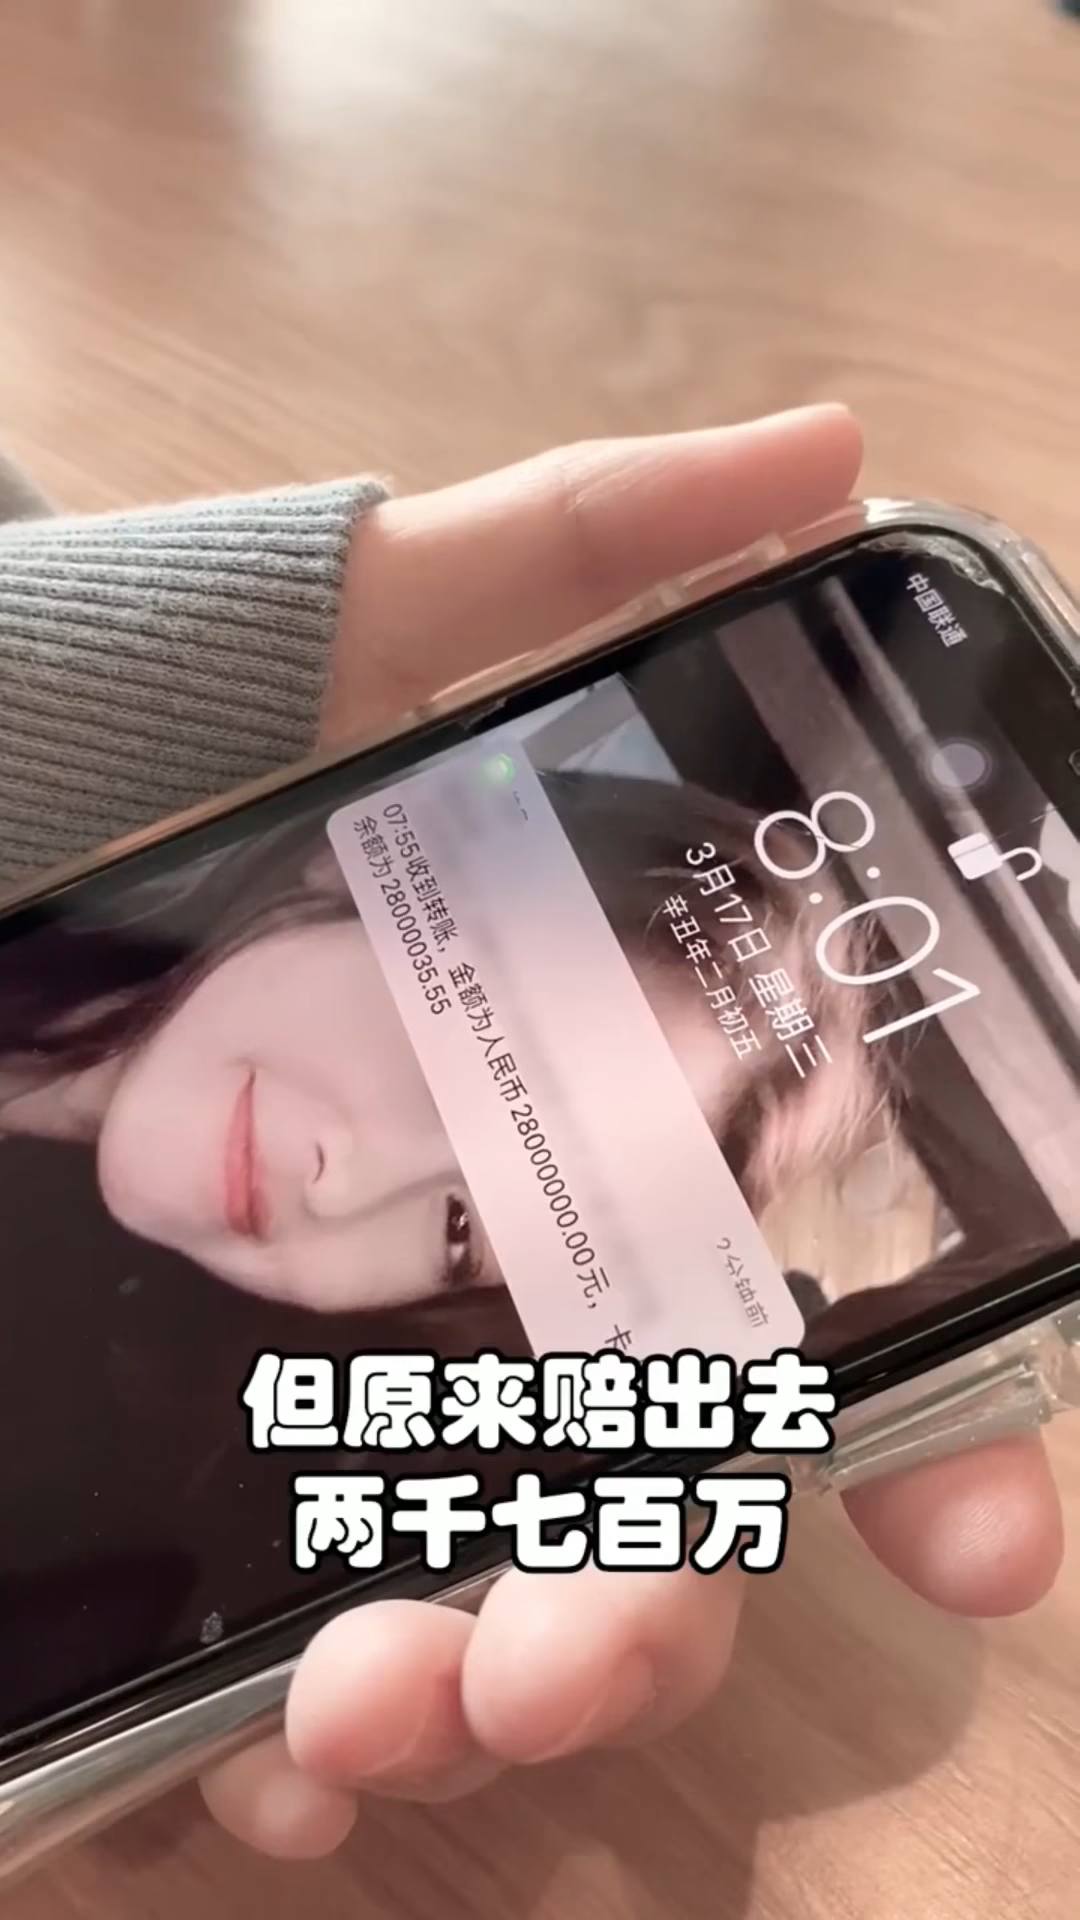 中国联通
8:01
3月17日 星期三
辛丑年二月初五
2分钟前
07:55收到转账，金额为人民币28000000.00元，卡
余额为28000035.55
但原来赔出去
两千七百万